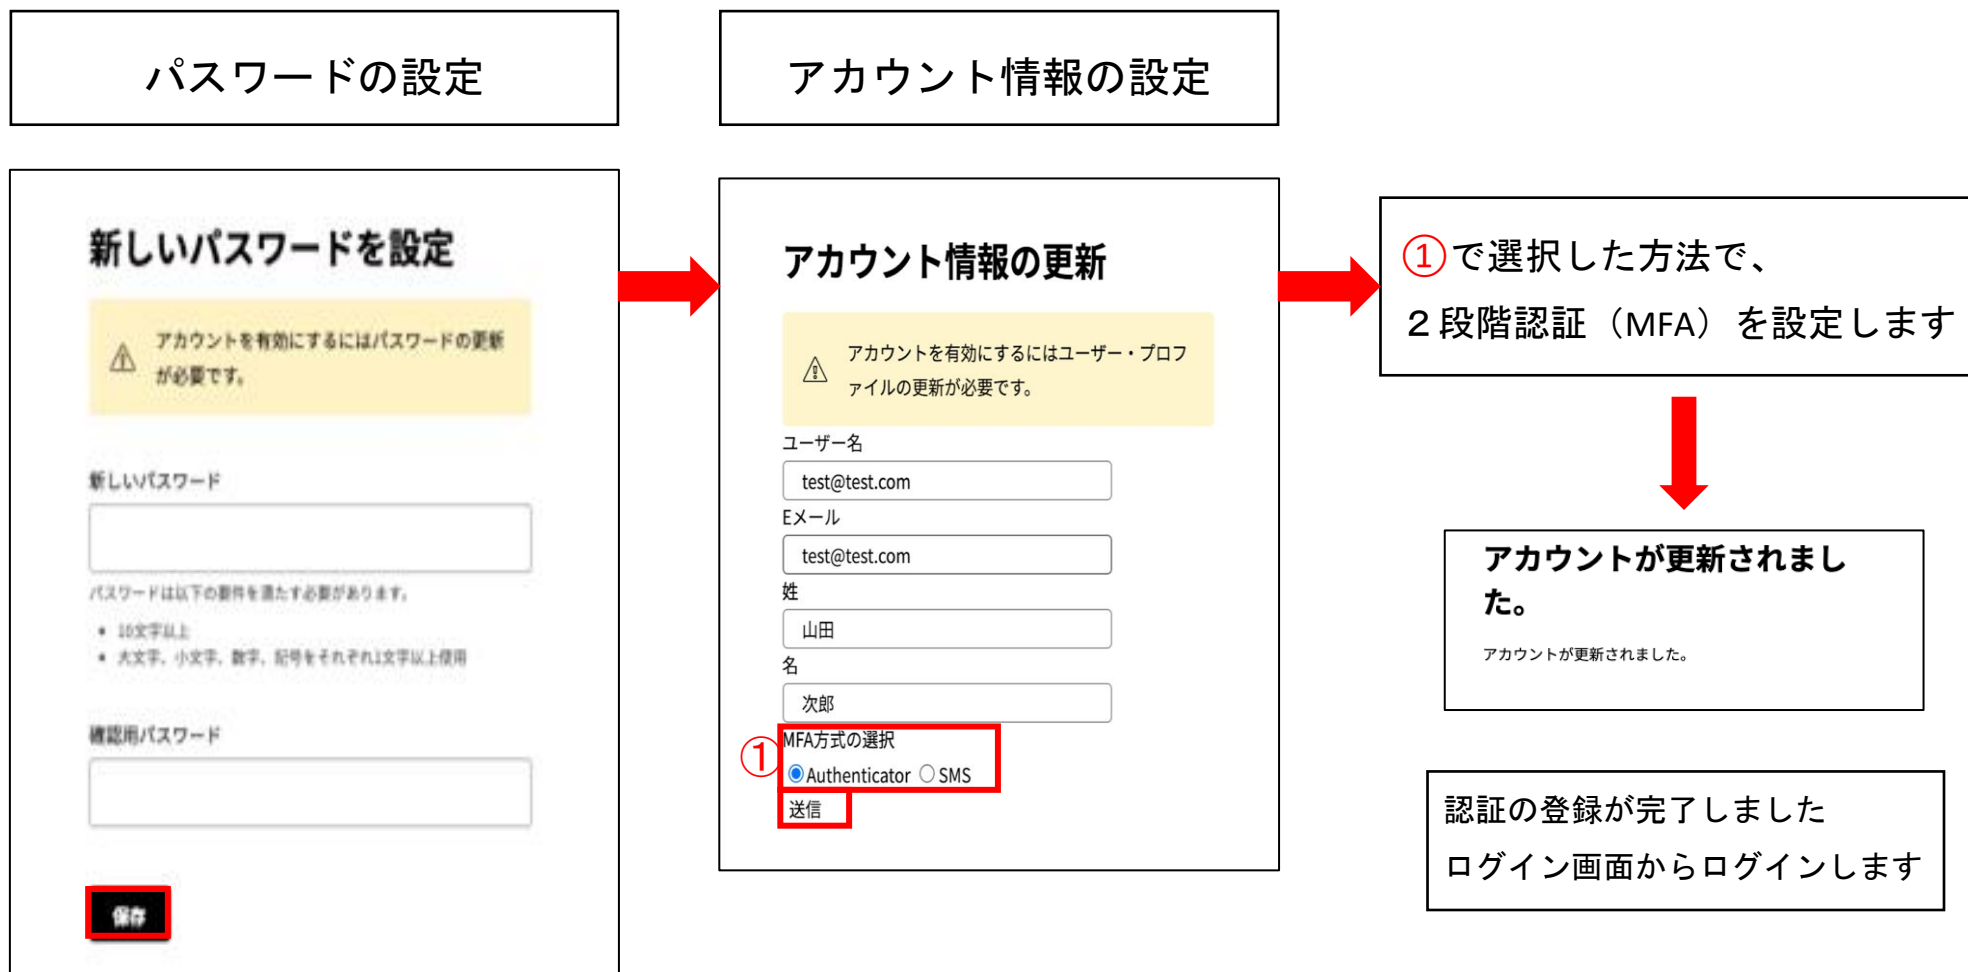 パスワードの設定
新しいパスワードを設定
アカウントを有効にするにはパスワードの更新
が必要です。
新しいパスワード
パスワードは以下の要件を満たす必要があります。
• 10文字以上
• 大文字、小文字、数字、記号をそれぞれ1文字以上使用
確認用パスワード
保存
アカウント情報の設定
アカウント情報の更新
アカウントを有効にするにはユーザー・プロフ
ァイルの更新が必要です。
ユーザー名
test@test.com
Eメール
test@test.com
姓
山田
名
次郎
①
MFA方式の選択
Authenticator SMS
送信
①で選択した方法で、
２段階認証（MFA）を設定します
アカウントが更新されまし
た。
アカウントが更新されました。
認証の登録が完了しました
ログイン画面からログインします